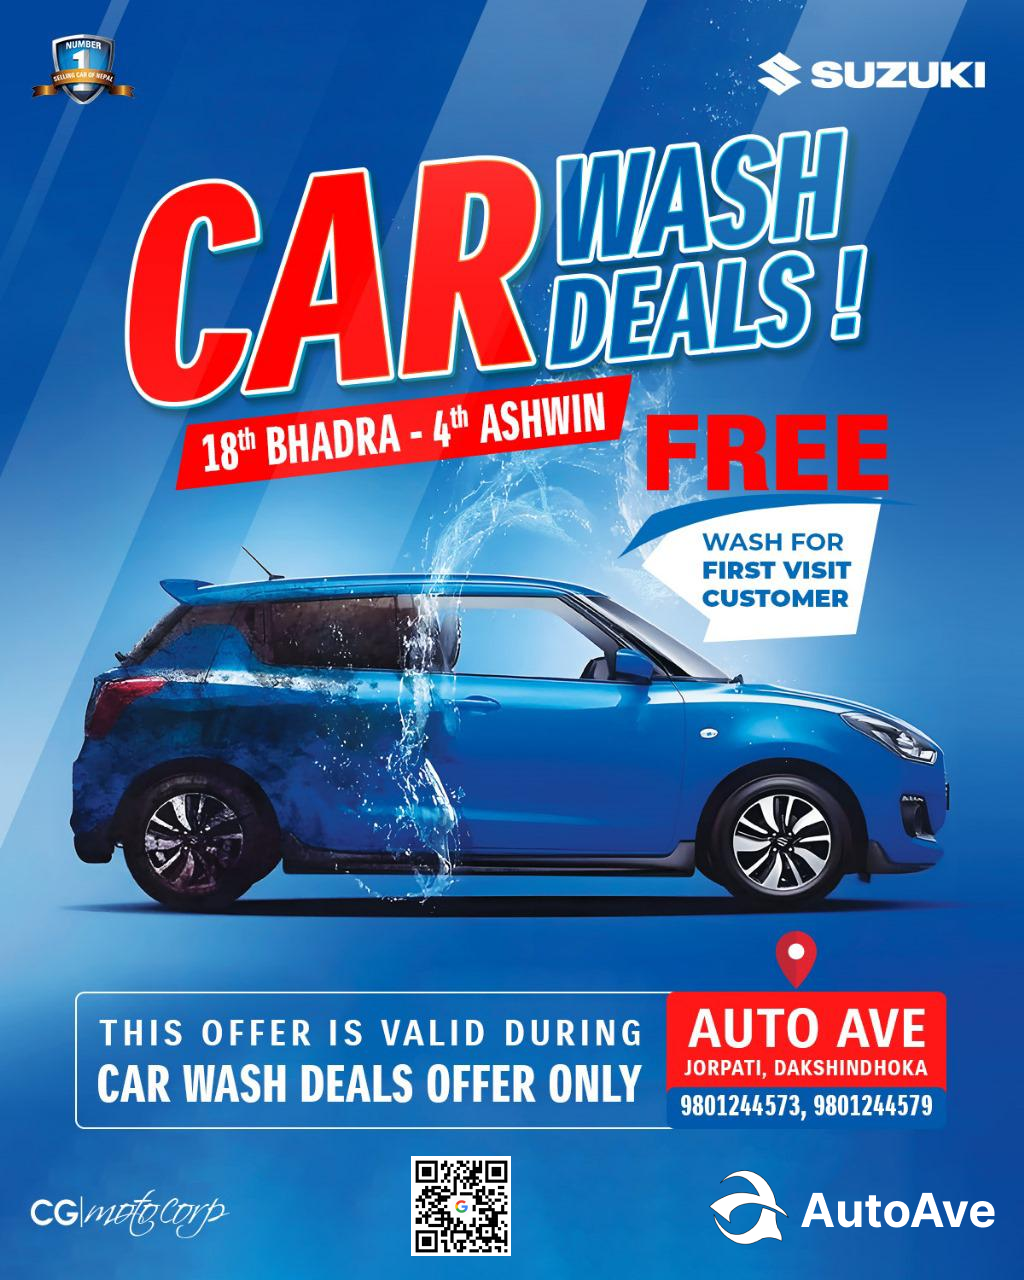 NUMBER
1
SELLING CAR OF NEPAL
SUZUKI
CAR WASH
DEALS !
18th BHADRA - 4th ASHWIN
FREE
WASH FOR
FIRST VISIT
CUSTOMER
THIS OFFER IS VALID DURING
CAR WASH DEALS OFFER ONLY
AUTO AVE
JORPATI, DAKSHINDHOKA
9801244573, 9801244579
CG|motocorp
G
AutoAve